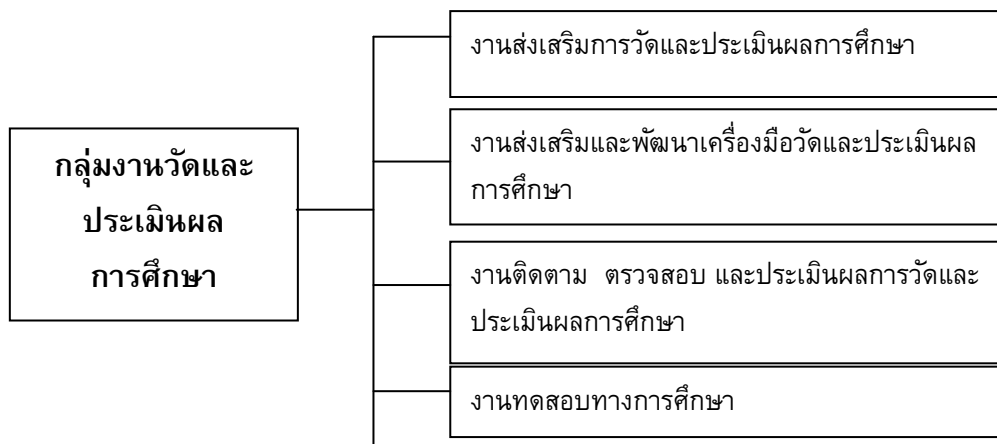 กลุ่มงานวัดและ
ประเมินผล
การศึกษา
งานส่งเสริมการวัดและประเมินผลการศึกษา
งานส่งเสริมและพัฒนาเครื่องมือวัดและประเมินผล
การศึกษา
งานติดตาม ตรวจสอบ และประเมินผลการวัดและ
ประเมินผลการศึกษา
งานทดสอบทางการศึกษา